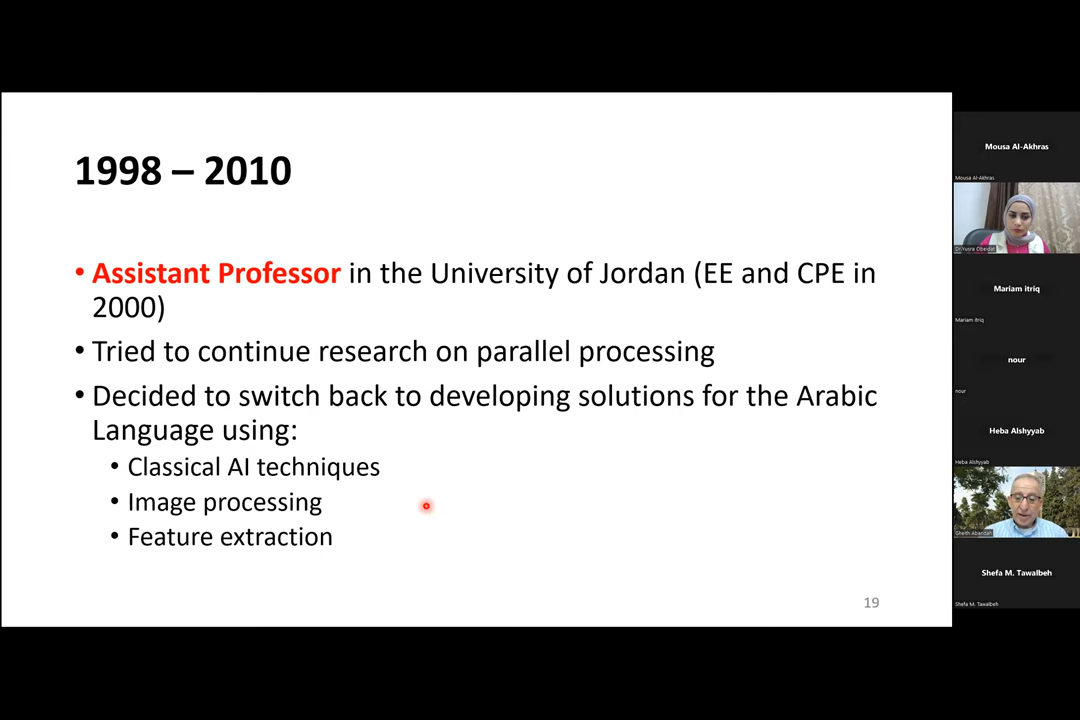 1998 – 2010
• Assistant Professor in the University of Jordan (EE and CPE in
2000)
• Tried to continue research on parallel processing
• Decided to switch back to developing solutions for the Arabic
Language using:
• Classical AI techniques
• Image processing
• Feature extraction
19
Mousa Al-Akhras
Mousa Al-Akhras
Dr.Yusra Obeidat
Mariam itriq
Mariam itriq
nour
nour
Heba Alshyyab
Heba Alshyyab
Gheith Abandah
Shefa M. Tawalbeh
Shefa M. Tawalbeh